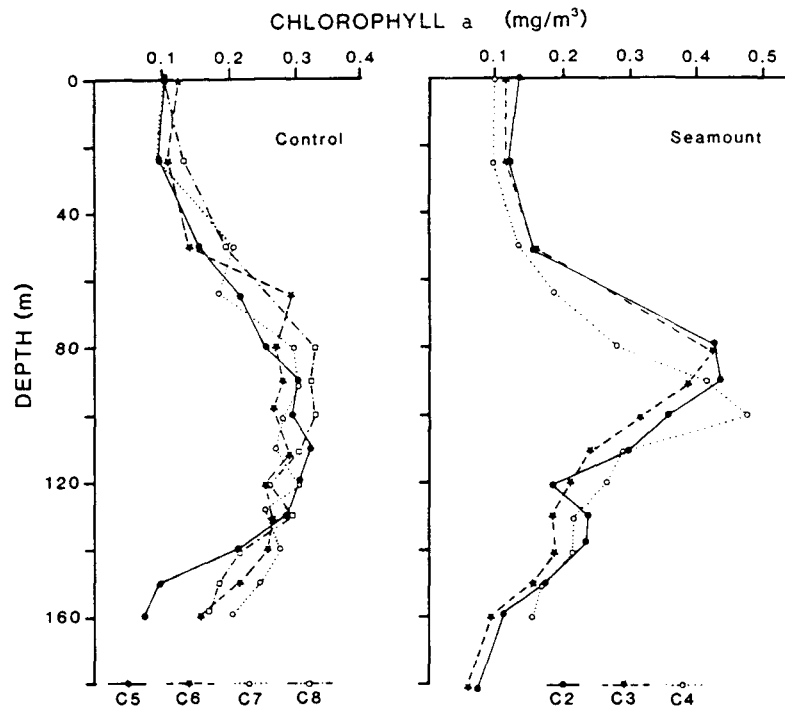 CHLOROPHYLL a (mg/m³)
0.1 0.2 0.3 0.4
0.1 0.2 0.3 0.4 0.5
0
Control
Seamount
40
80
120
160
DEPTH (m)
C5 C6 C7 C8
C2 C3 C4